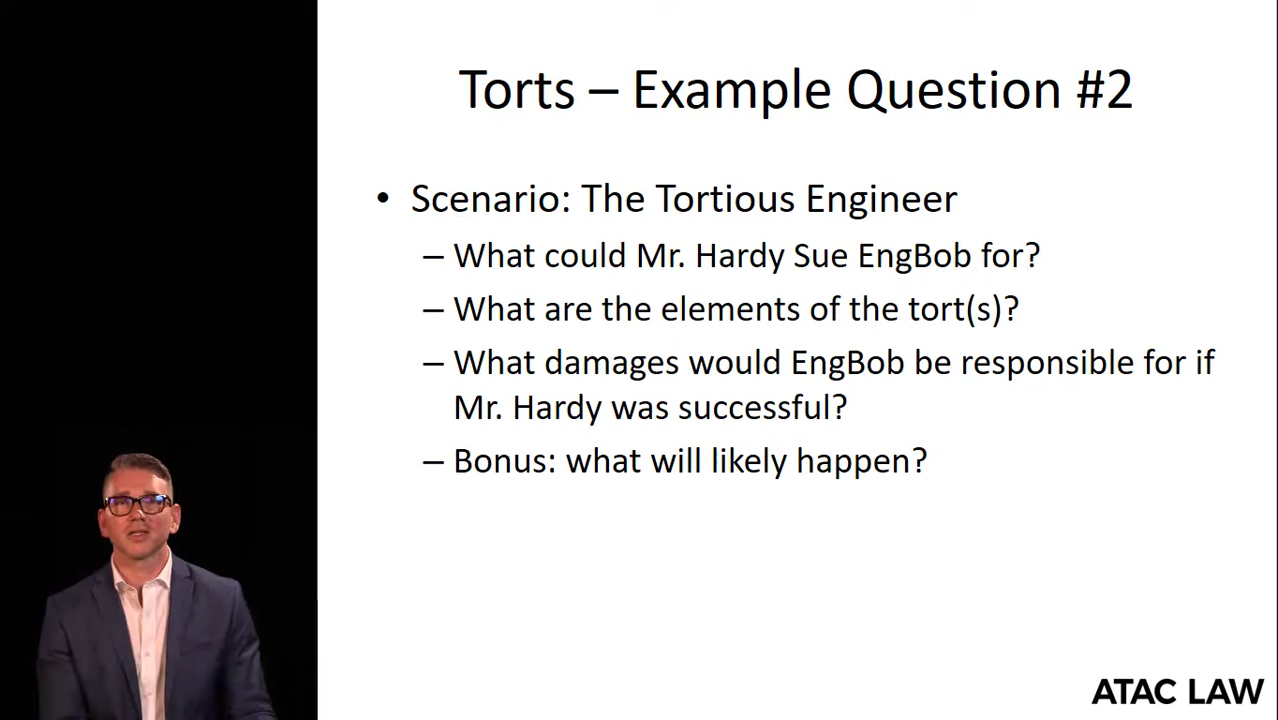 Torts – Example Question #2
• Scenario: The Tortious Engineer
– What could Mr. Hardy Sue EngBob for?
– What are the elements of the tort(s)?
– What damages would EngBob be responsible for if
Mr. Hardy was successful?
– Bonus: what will likely happen?
ATAC LAW